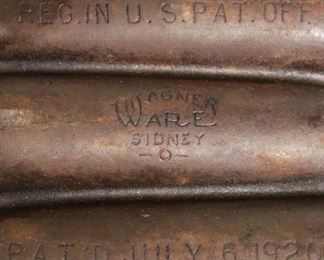 REG. IN U.S. PAT. OFF.
WAGNER
WARE
SIDNEY
-O-
PAT'D JULY 6 1920